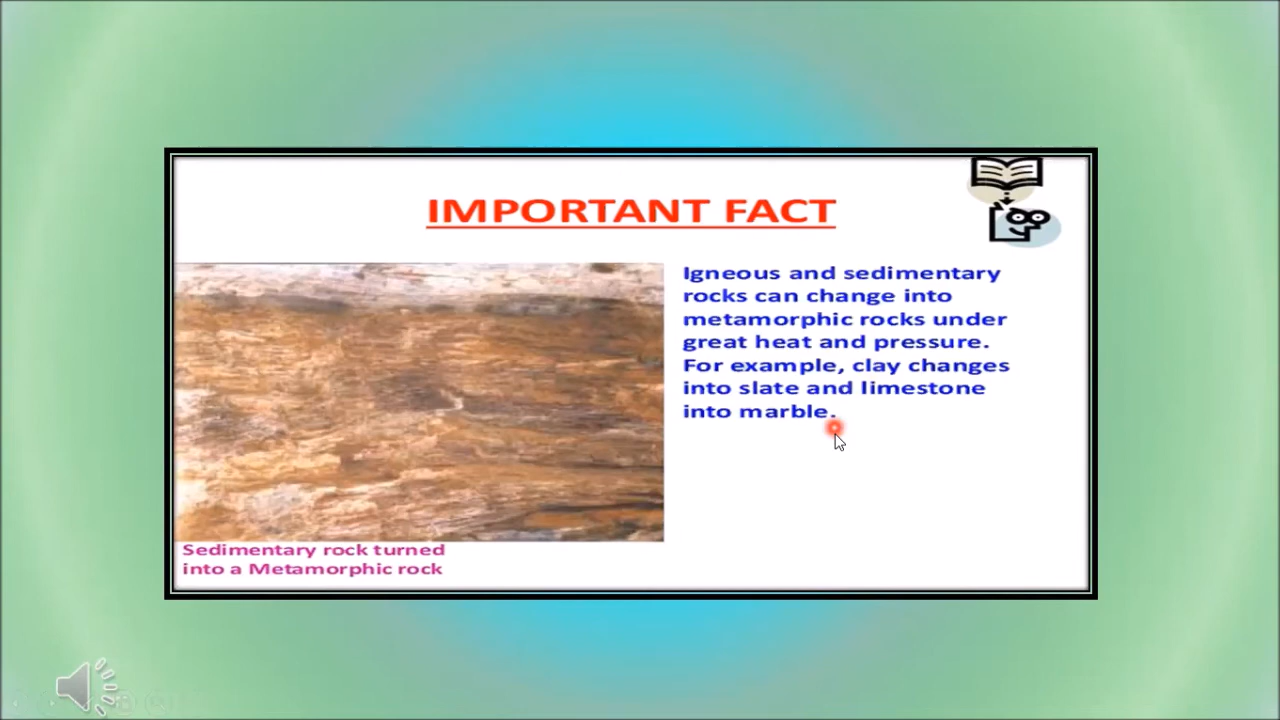 IMPORTANT FACT
Igneous and sedimentary
rocks can change into
metamorphic rocks under
great heat and pressure.
For example, clay changes
into slate and limestone
into marble.
Sedimentary rock turned
into a Metamorphic rock